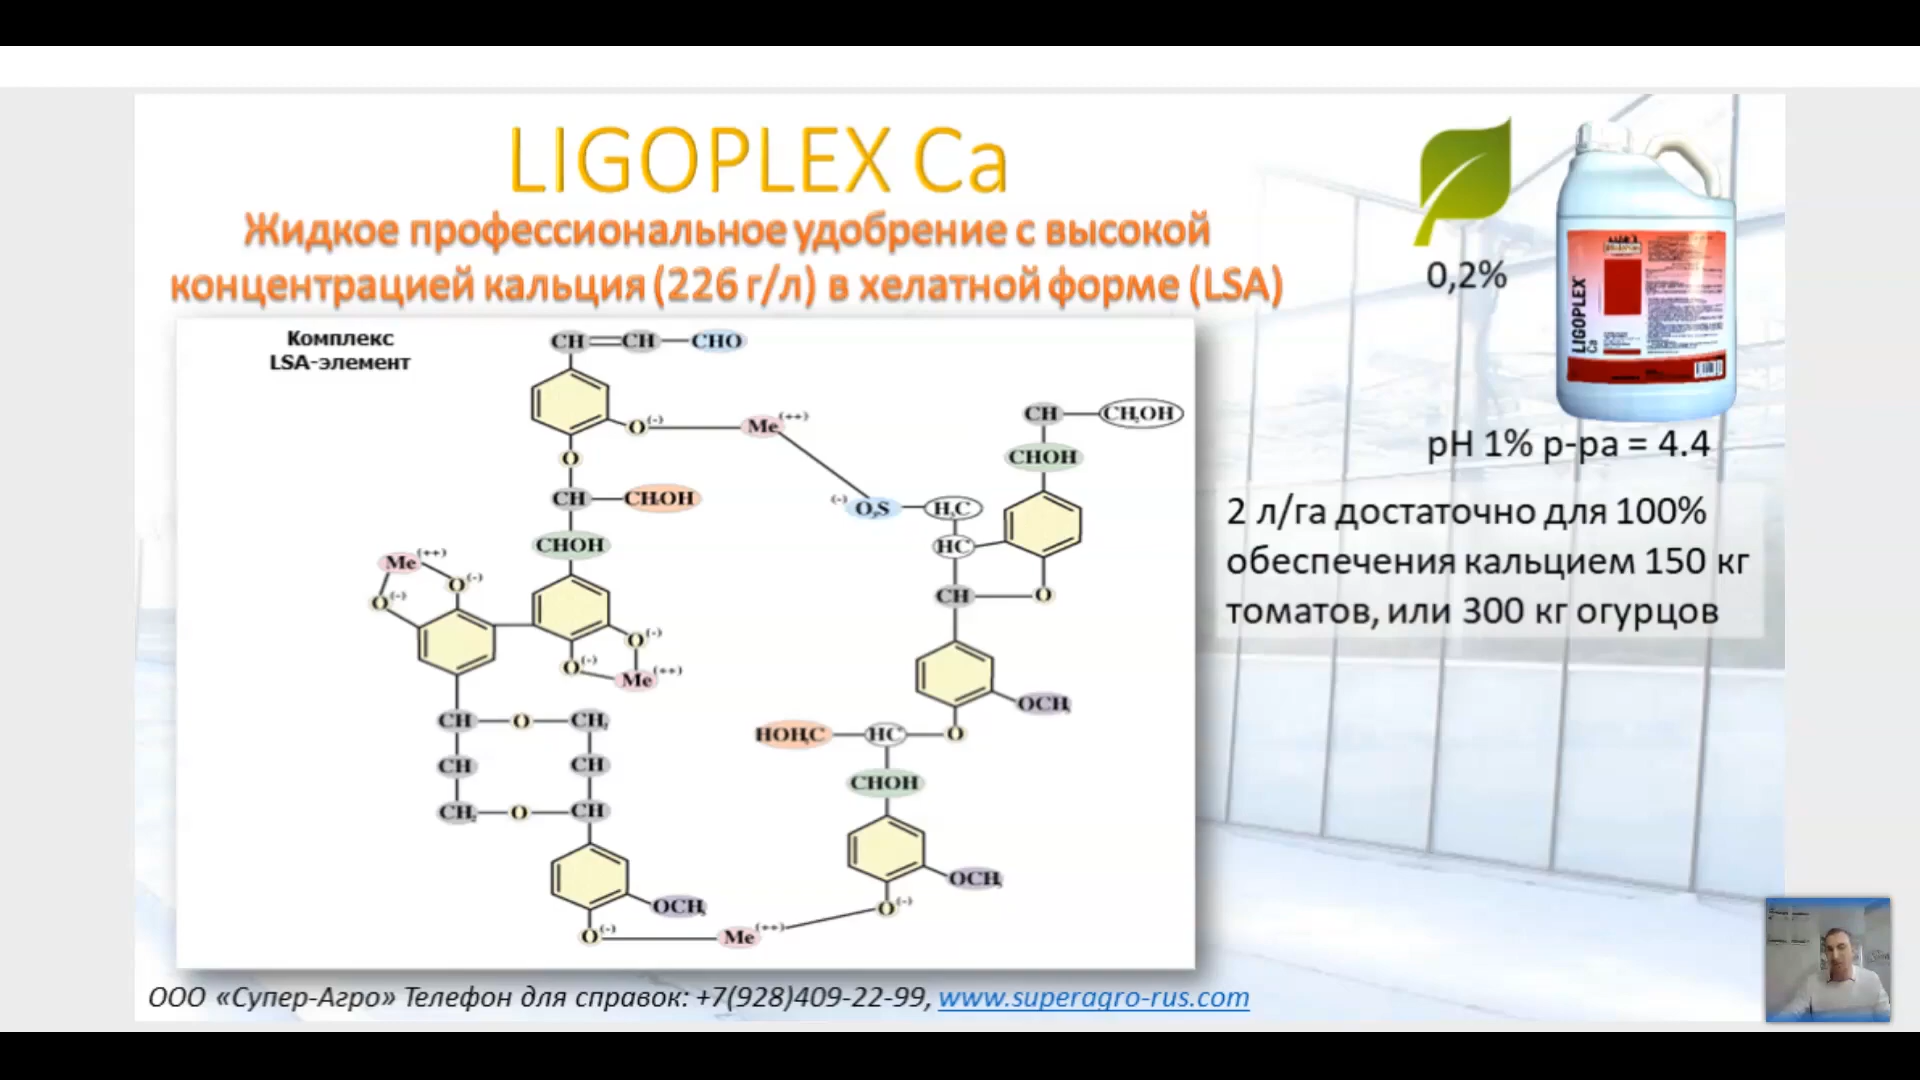 LIGOPLEX Ca
Жидкое профессиональное удобрение с высокой
концентрацией кальция (226 г/л) в хелатной форме (LSA)
0,2%
LIGOPLEX
Ca
pH 1% р-ра = 4.4
2 л/га достаточно для 100%
обеспечения кальцием 150 кг
томатов, или 300 кг огурцов
Комплекс
LSA-элемент
CH CH CHO
O(-) Me(++)
O
CH CH₂OH
CHOH
Me(++)
O(-) O(-)
O(-) O(-) Me(++)
CH O CH₂
CH CH
CH₂ O CH
OCH₃
O(-) Me(++)
CH CH₂OH
CHOH
(-)O₃S H₂C
HC
CH O
OCH₃
HOH₂C HC O
CHOH
OCH₃
O(-)
ООО «Супер-Агро» Телефон для справок: +7(928)409-22-99, www.superagro-rus.com